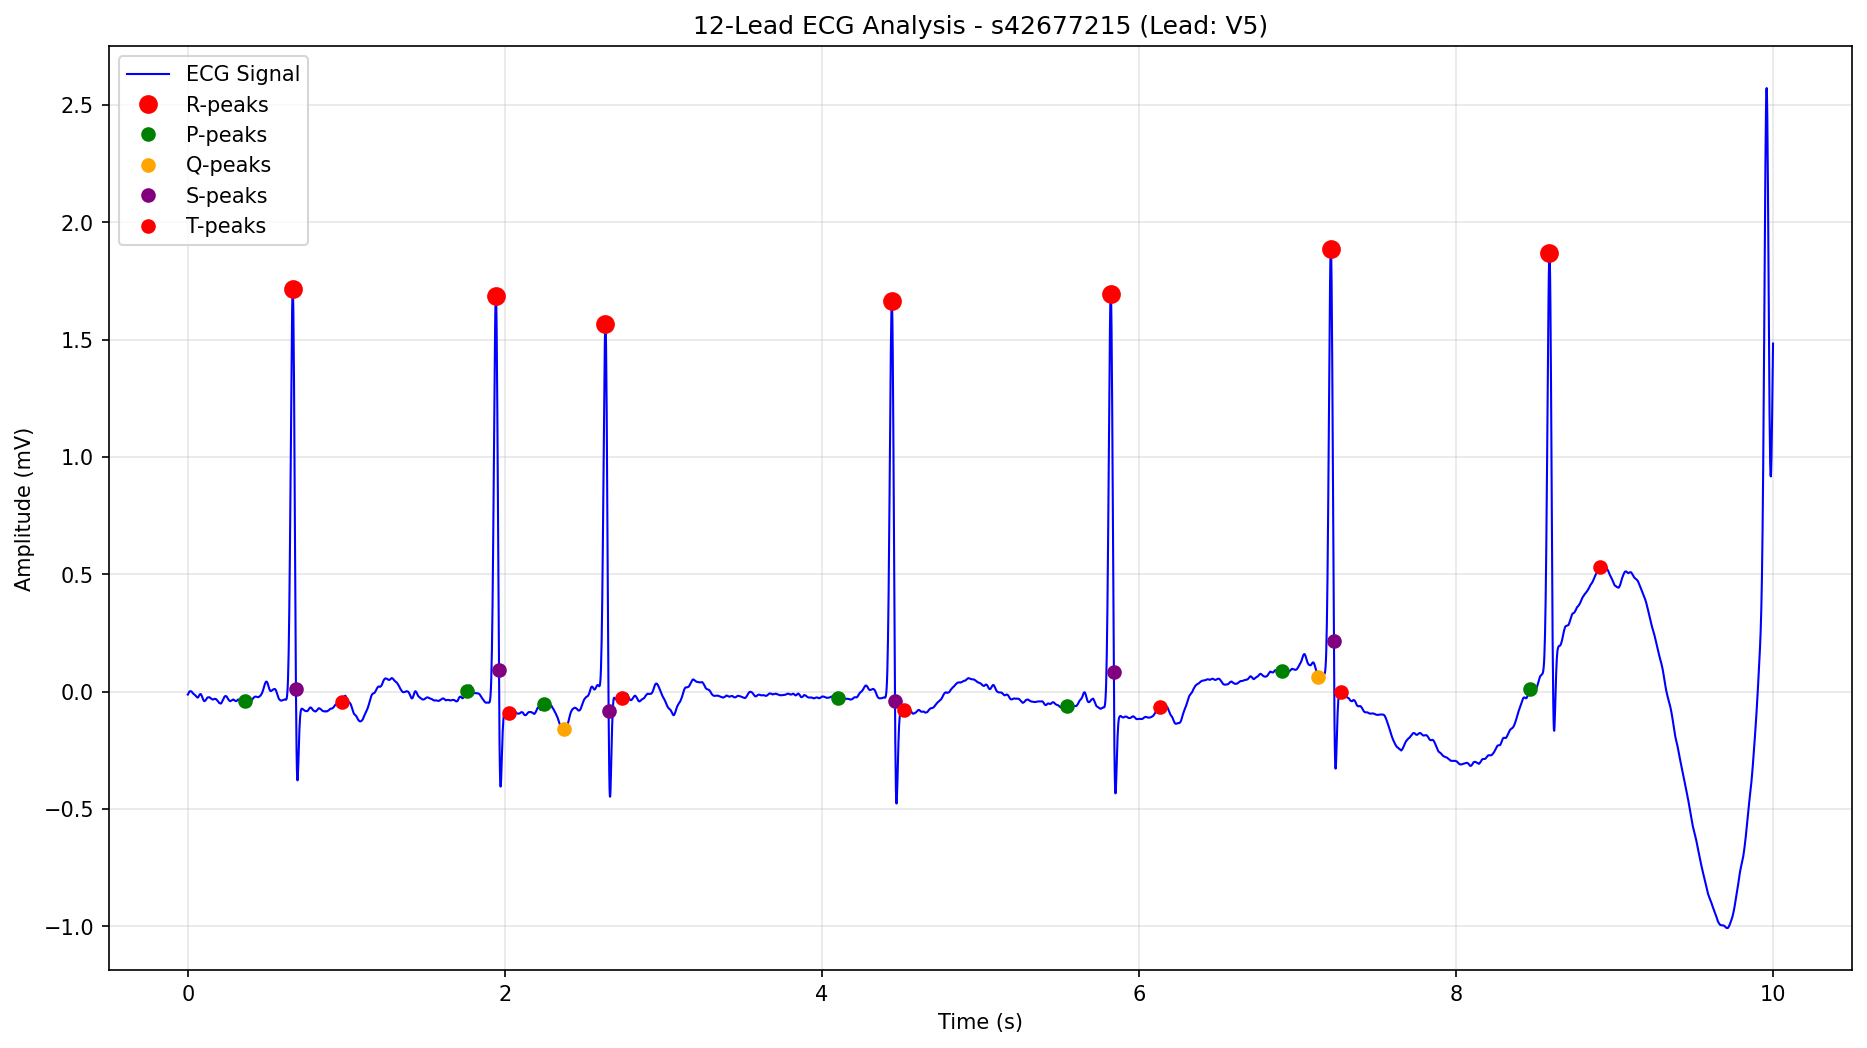 12-Lead ECG Analysis - s42677215 (Lead: V5)
ECG Signal
R-peaks
P-peaks
Q-peaks
S-peaks
T-peaks
Amplitude (mV)
2.5
2.0
1.5
1.0
0.5
0.0
−0.5
−1.0
0 2 4 6 8 10
Time (s)